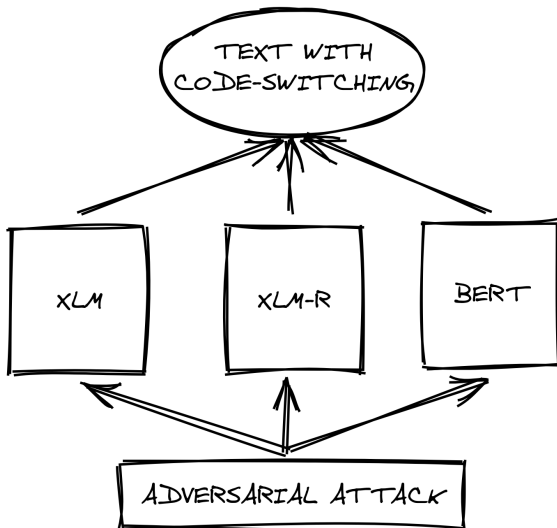 TEXT WITH
CODE-SWITCHING
XLM
XLM-R
BERT
ADVERSARIAL ATTACK